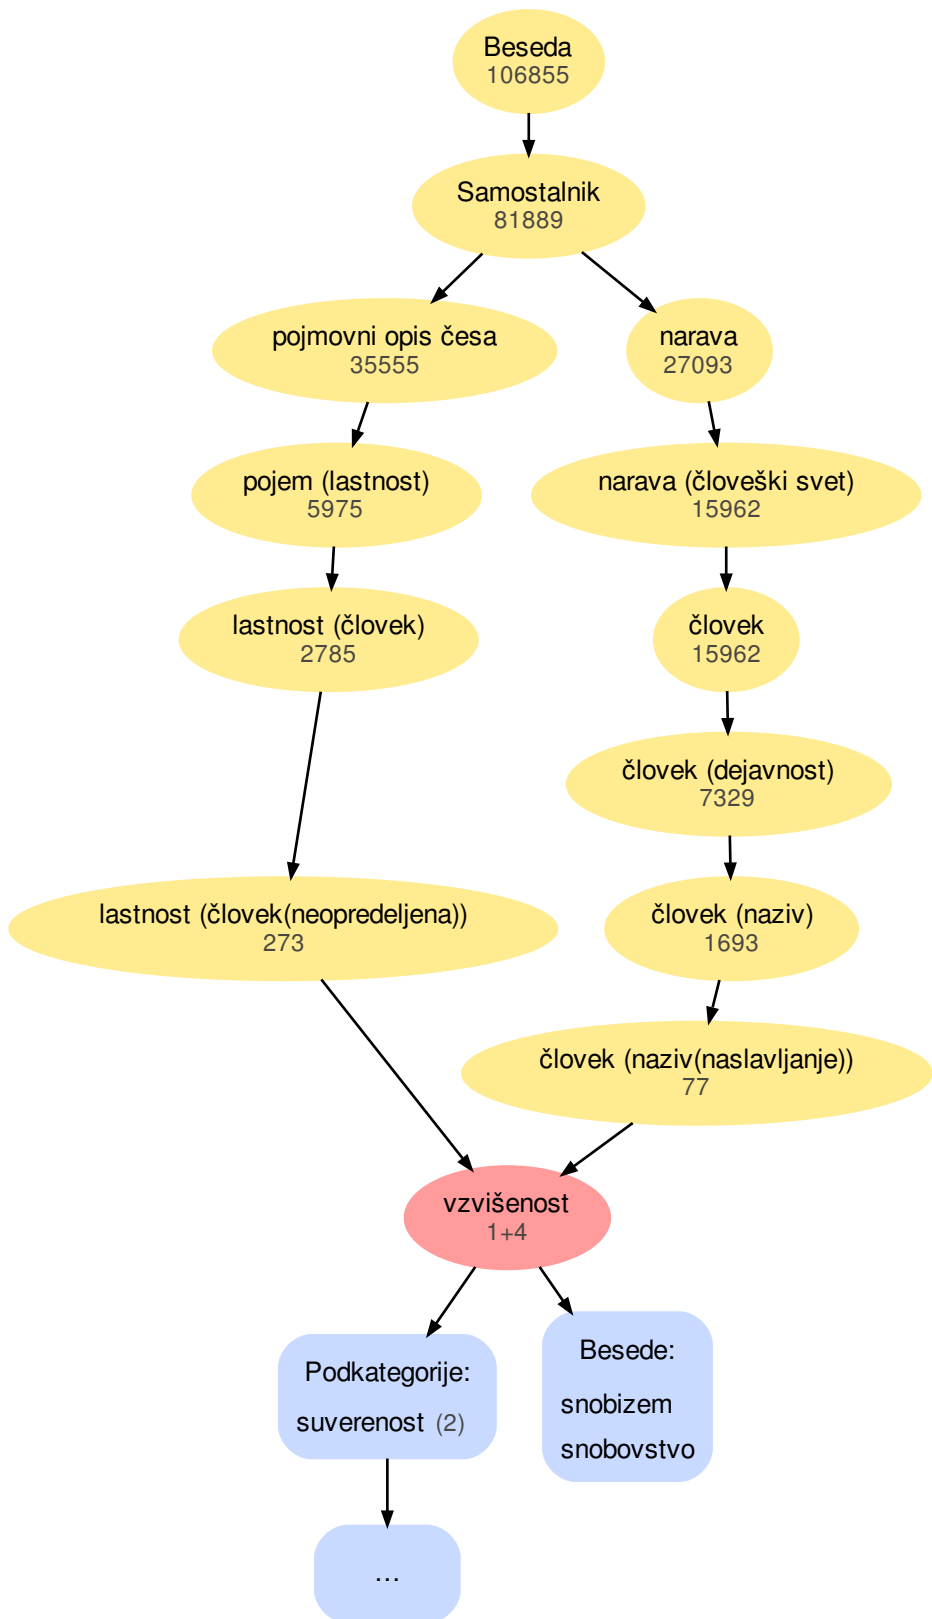 Beseda
106855
Samostalnik
81889
pojmovni opis česa
35555
narava
27093
pojem (lastnost)
5975
narava (človeški svet)
15962
lastnost (človek)
2785
človek
15962
človek (dejavnost)
7329
lastnost (človek(neopredeljena))
273
človek (naziv)
1693
človek (naziv(naslavljanje))
77
vzvišenost
1+4
Podkategorije:
suverenost (2)
Besede:
snobizem
snobovstvo
...